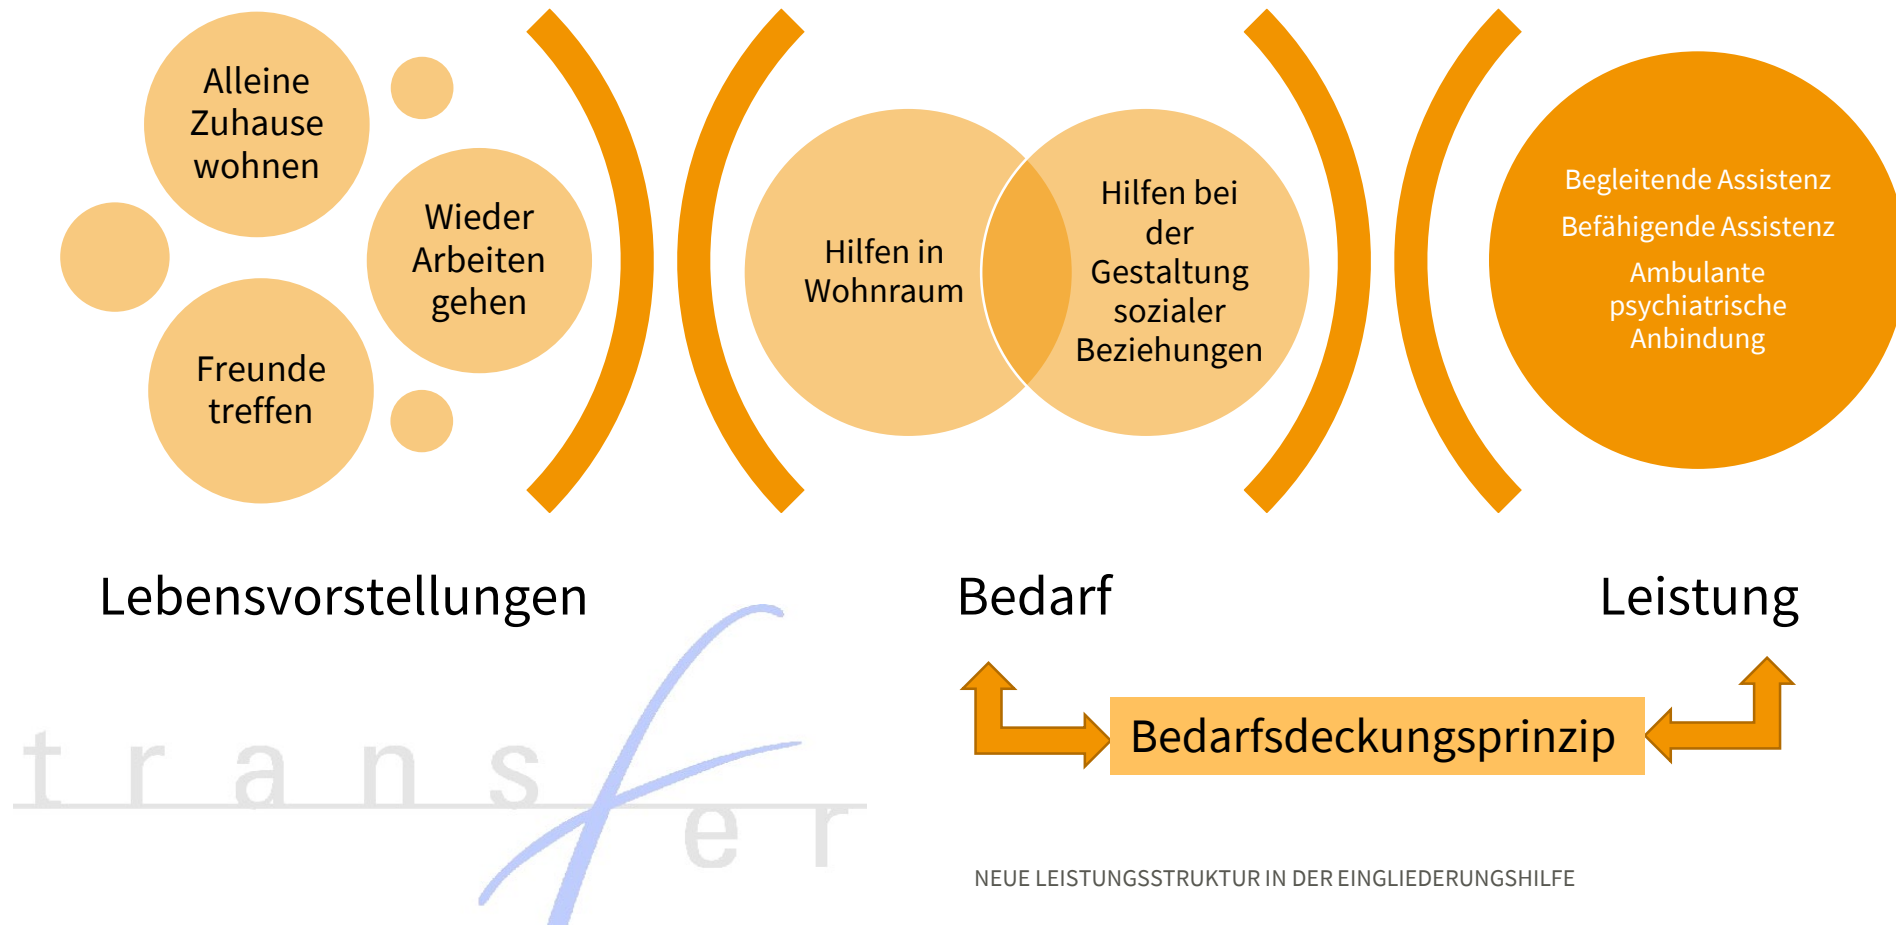 Alleine
Zuhause
wohnen
Wieder
Arbeiten
gehen
Freunde
treffen
Hilfen in
Wohnraum
Hilfen bei
der
Gestaltung
sozialer
Beziehungen
Begleitende Assistenz
Befähigende Assistenz
Ambulante
psychiatrische
Anbindung
Lebensvorstellungen
Bedarf
Leistung
Bedarfsdeckungsprinzip
transfer
NEUE LEISTUNGSSTRUKTUR IN DER EINGLIEDERUNGSHILFE